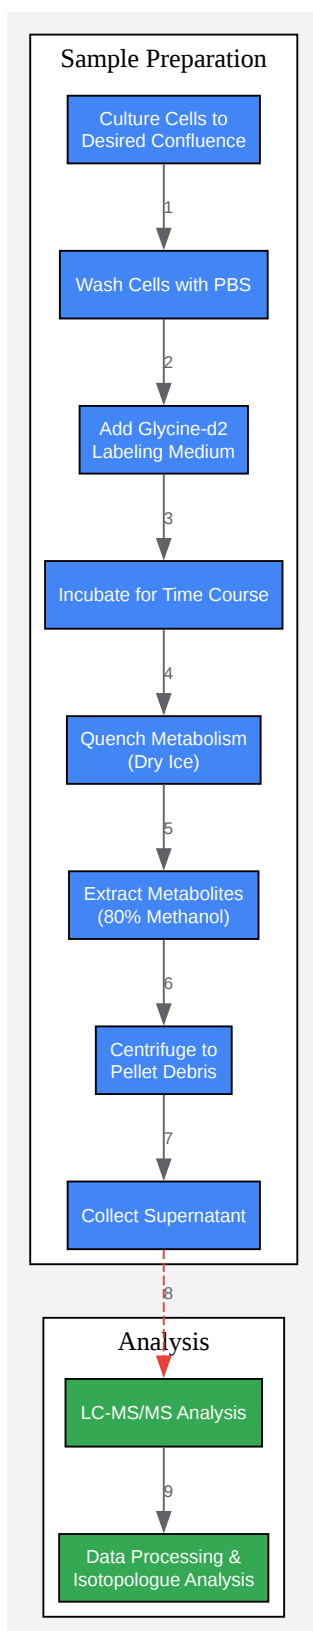 Sample Preparation
Culture Cells to
Desired Confluence
1
Wash Cells with PBS
2
Add Glycine-d2
Labeling Medium
3
Incubate for Time Course
4
Quench Metabolism
(Dry Ice)
5
Extract Metabolites
(80% Methanol)
6
Centrifuge to
Pellet Debris
7
Collect Supernatant
8
Analysis
LC-MS/MS Analysis
9
Data Processing &
Isotopologue Analysis